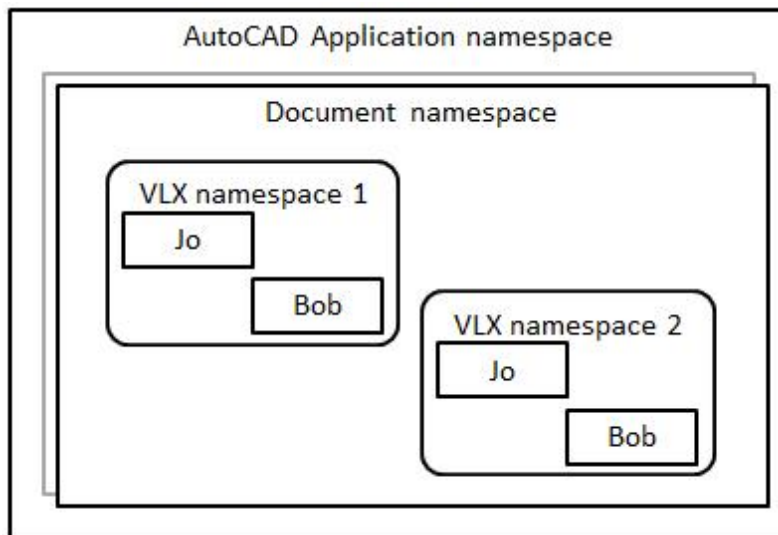 AutoCAD Application namespace
Document namespace
VLX namespace 1
Jo
Bob
VLX namespace 2
Jo
Bob